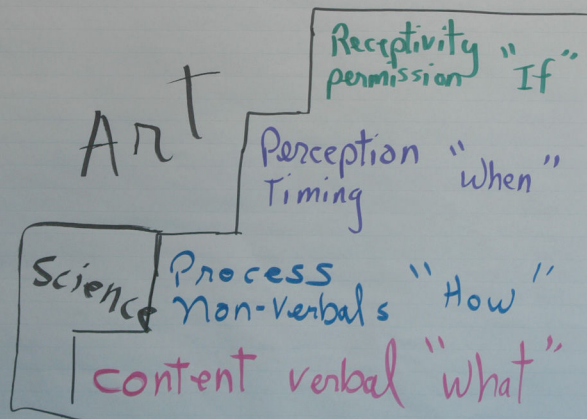 Receptivity "If"
permission
Art
Perception "When"
Timing
Science
Process "How"
Non-verbals
content verbal "what"